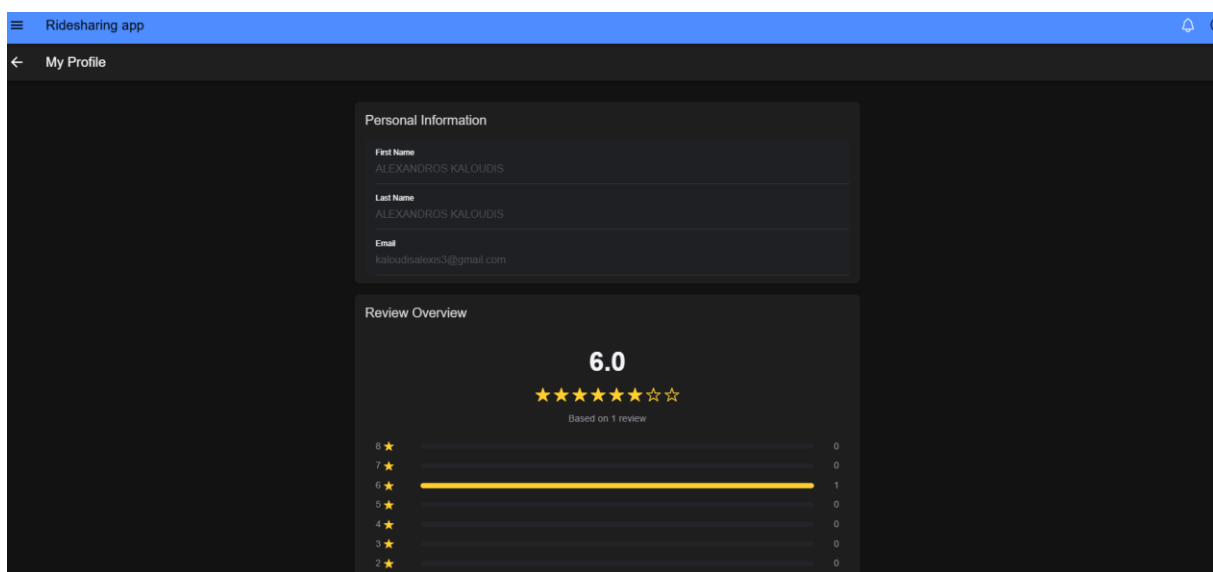 Ridesharing app
My Profile
Personal Information
First Name
ALEXANDROS KALOUDIS
Last Name
ALEXANDROS KALOUDIS
Email
kaloudisalexis3@gmail.com
Review Overview
6.0
Based on 1 review
8 0
7 0
6 1
5 0
4 0
3 0
2 0